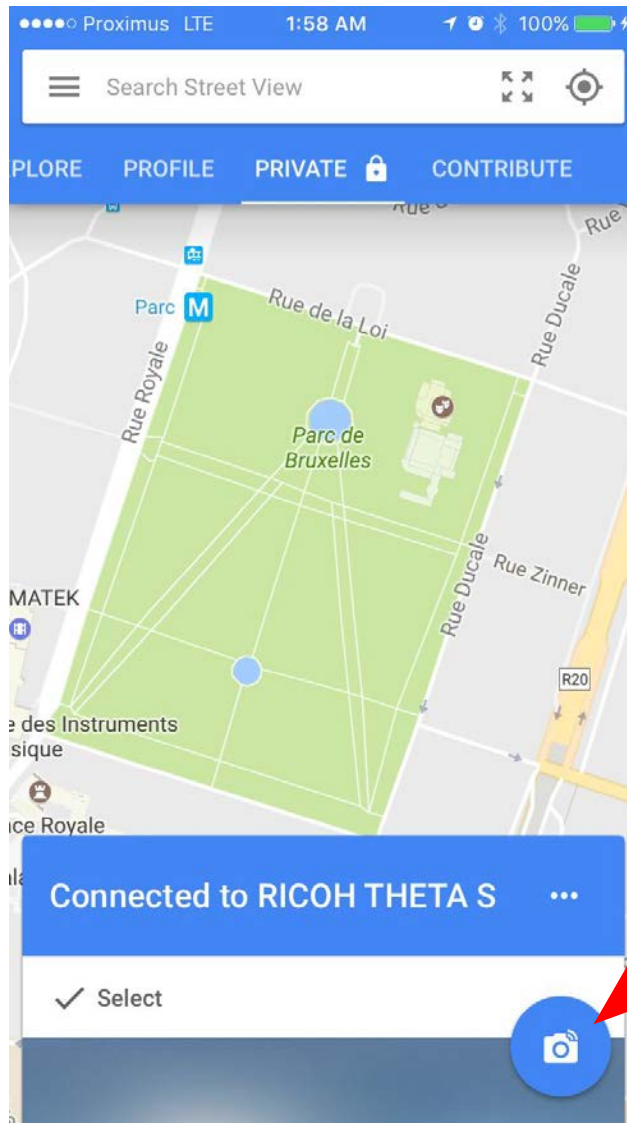 Proximus LTE 1:58 AM 100%
Search Street View
PLORE PROFILE PRIVATE CONTRIBUTE
Rue
Rue
Parc M
Rue de la Loi
Rue Ducale
Rue Royale
Parc de
Bruxelles
Rue Zinner
Rue Ducale
MATEK
R20
e des Instruments
sique
ce Royale
Connected to RICOH THETA S
Select